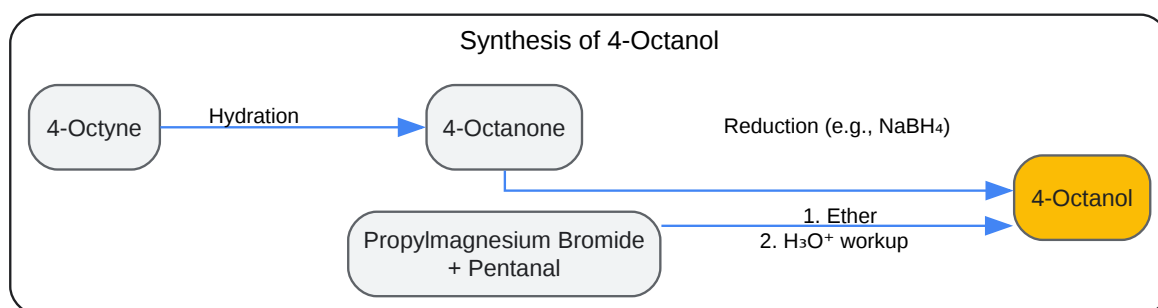 Synthesis of 4-Octanol
4-Octyne
Hydration
4-Octanone
Reduction (e.g., NaBH₄)
4-Octanol
Propylmagnesium Bromide
+ Pentanal
1. Ether
2. H₃O⁺ workup